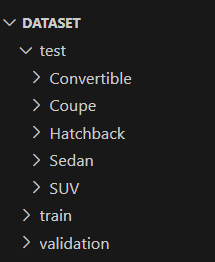 DATASET
test
Convertible
Coupe
Hatchback
Sedan
SUV
train
validation